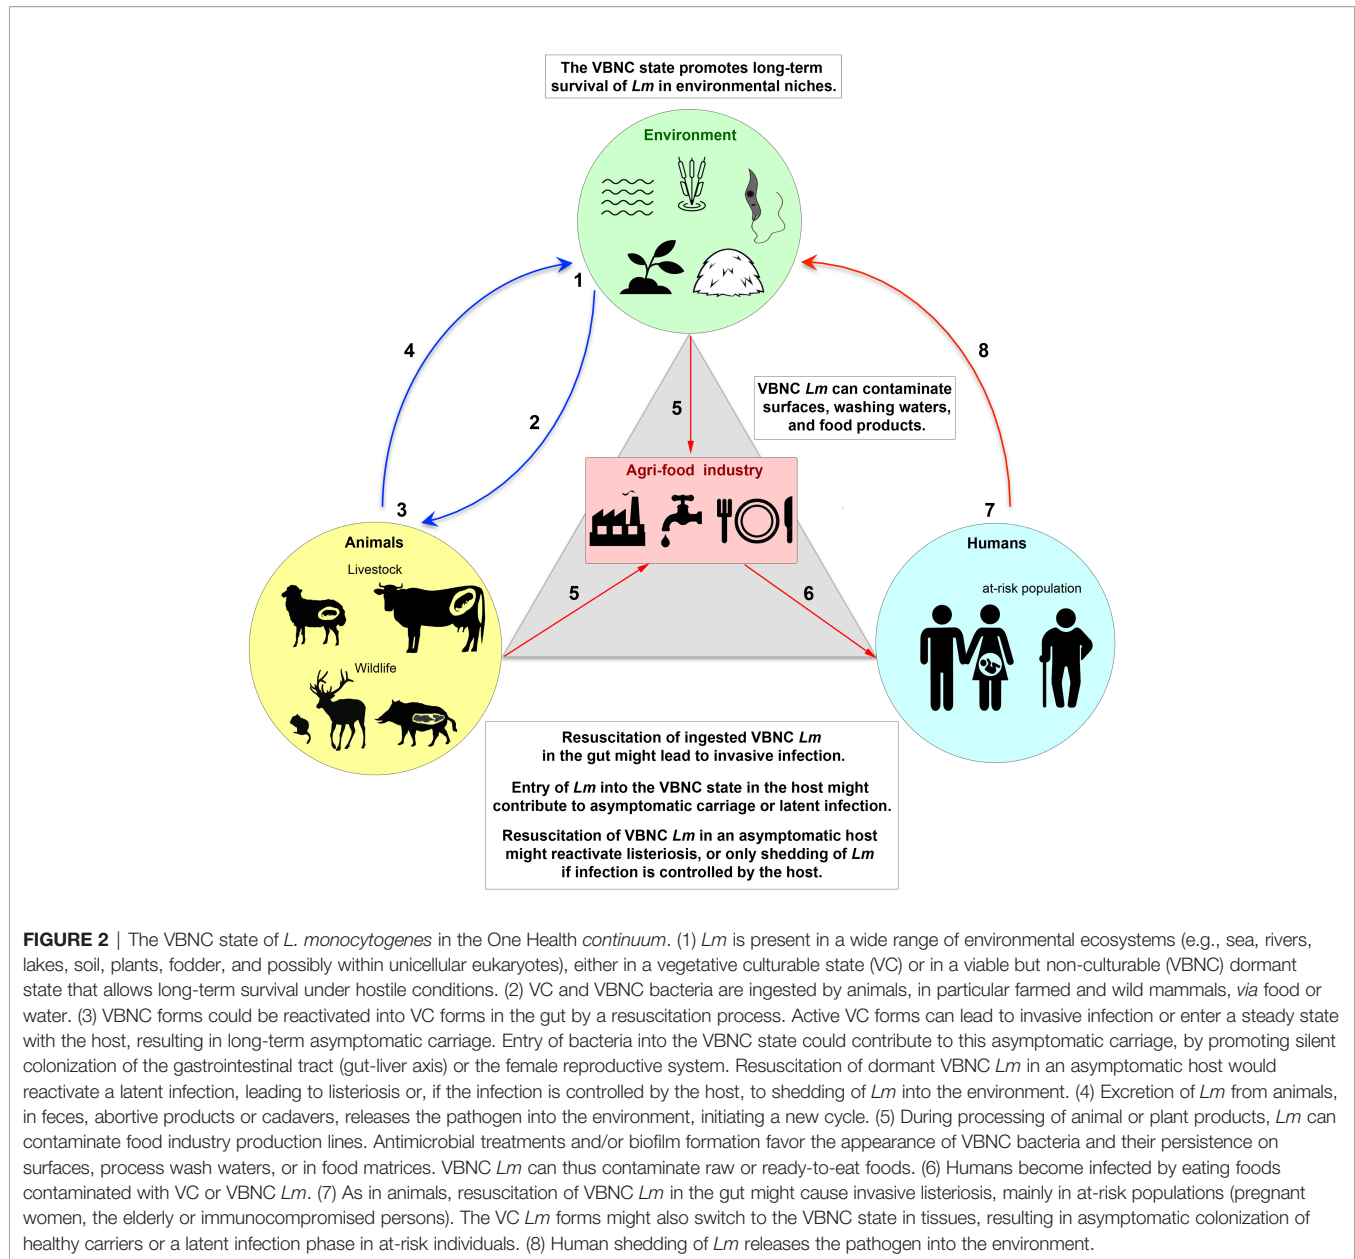 The VBNC state promotes long-term
survival of Lm in environmental niches.
Environment
1
4
8
2
5
VBNC Lm can contaminate
surfaces, washing waters,
and food products.
Agri-food industry
3
7
Animals
Livestock
Wildlife
5
6
Humans
at-risk population
Resuscitation of ingested VBNC Lm
in the gut might lead to invasive infection.
Entry of Lm into the VBNC state in the host might
contribute to asymptomatic carriage or latent infection.
Resuscitation of VBNC Lm in an asymptomatic host
might reactivate listeriosis, or only shedding of Lm
if infection is controlled by the host.
FIGURE 2 | The VBNC state of L. monocytogenes in the One Health continuum. (1) Lm is present in a wide range of environmental ecosystems (e.g., sea, rivers,
lakes, soil, plants, fodder, and possibly within unicellular eukaryotes), either in a vegetative culturable state (VC) or in a viable but non-culturable (VBNC) dormant
state that allows long-term survival under hostile conditions. (2) VC and VBNC bacteria are ingested by animals, in particular farmed and wild mammals, via food or
water. (3) VBNC forms could be reactivated into VC forms in the gut by a resuscitation process. Active VC forms can lead to invasive infection or enter a steady state
with the host, resulting in long-term asymptomatic carriage. Entry of bacteria into the VBNC state could contribute to this asymptomatic carriage, by promoting silent
colonization of the gastrointestinal tract (gut-liver axis) or the female reproductive system. Resuscitation of dormant VBNC Lm in an asymptomatic host would
reactivate a latent infection, leading to listeriosis or, if the infection is controlled by the host, to shedding of Lm into the environment. (4) Excretion of Lm from animals,
in feces, abortive products or cadavers, releases the pathogen into the environment, initiating a new cycle. (5) During processing of animal or plant products, Lm can
contaminate food industry production lines. Antimicrobial treatments and/or biofilm formation favor the appearance of VBNC bacteria and their persistence on
surfaces, process wash waters, or in food matrices. VBNC Lm can thus contaminate raw or ready-to-eat foods. (6) Humans become infected by eating foods
contaminated with VC or VBNC Lm. (7) As in animals, resuscitation of VBNC Lm in the gut might cause invasive listeriosis, mainly in at-risk populations (pregnant
women, the elderly or immunocompromised persons). The VC Lm forms might also switch to the VBNC state in tissues, resulting in asymptomatic colonization of
healthy carriers or a latent infection phase in at-risk individuals. (8) Human shedding of Lm releases the pathogen into the environment.